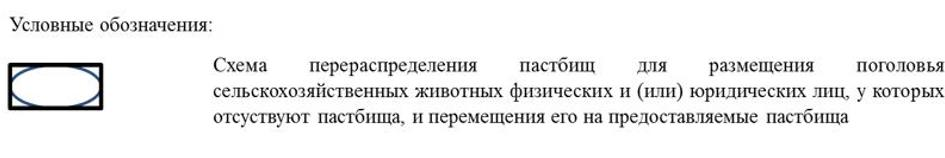 Условные обозначения:
Схема перераспределения пастбищ для размещения поголовья
сельскохозяйственных животных физических и (или) юридических лиц, у которых
отсуствуют пастбища, и перемещения его на предоставляемые пастбища